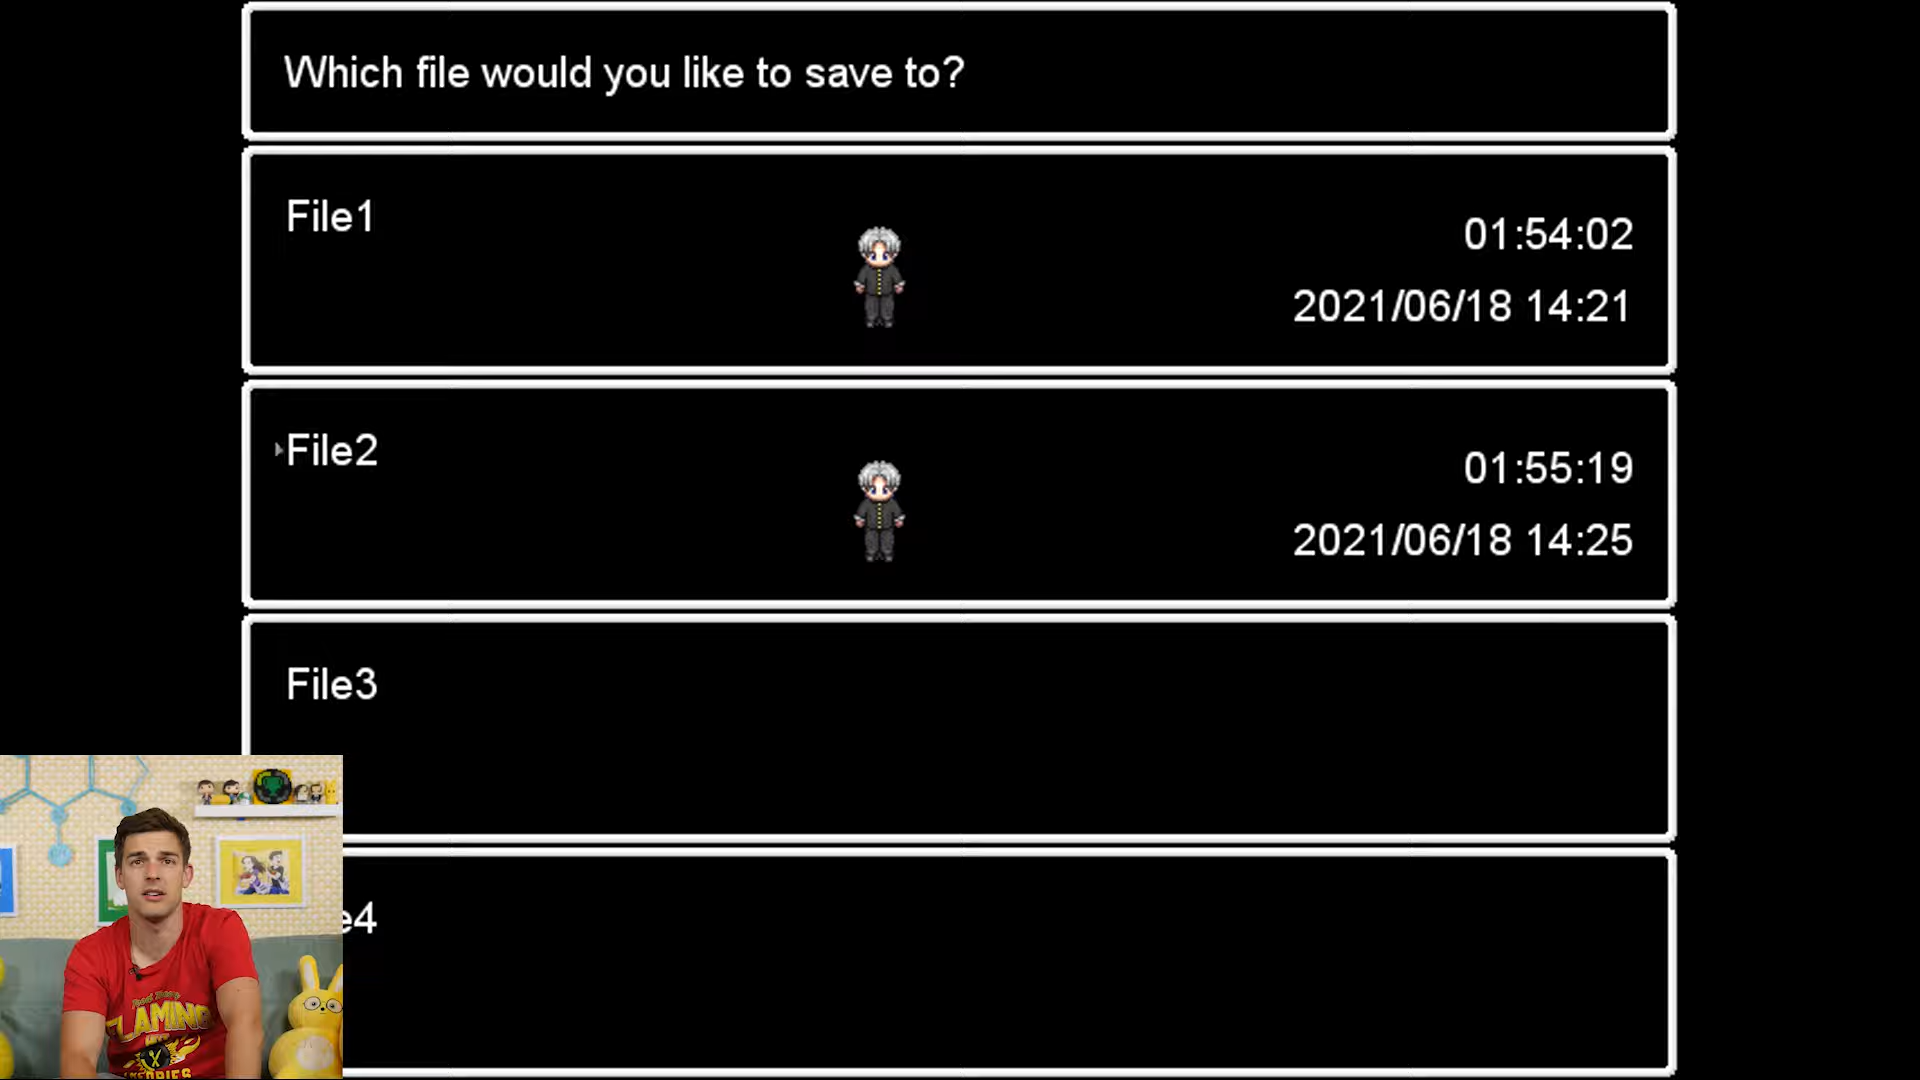 Which file would you like to save to?
File1
01:54:02
2021/06/18 14:21
File2
01:55:19
2021/06/18 14:25
File3
e4
FLAMING